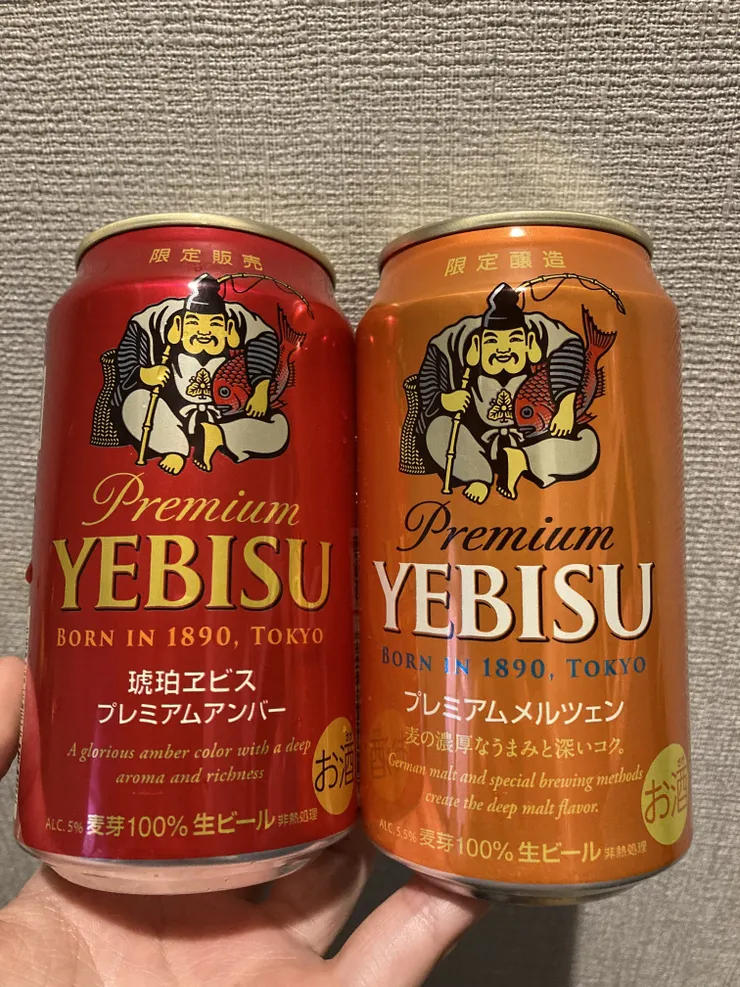 限定販売
Premium
YEBISU
BORN IN 1890, TOKYO
琥珀ヱビス
プレミアムアンバー
A glorious amber color with a deep
aroma and richness
お酒
ALC. 5% 麦芽100% 生ビール 非熱処理
限定醸造
Premium
YEBISU
BORN IN 1890, TOKYO
プレミアムメルツェン
麦の濃厚なうまみと深いコク。
German malt and special brewing methods
create the deep malt flavor.
お酒
ALC. 5.5% 麦芽100% 生ビール 非熱処理